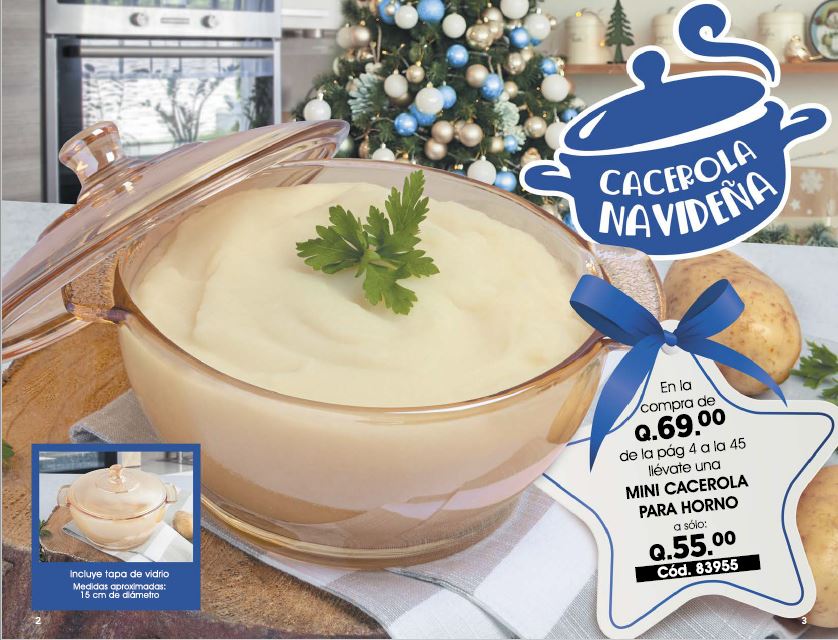 CACEROLA
NAVIDEÑA
En la
compra de
Q.69.00
de la pág 4 a la 45
llévate una
MINI CACEROLA
PARA HORNO
a sólo:
Q.55.00
Cód. 83955
Incluye tapa de vidrio
Medidas aproximadas:
15 cm de diámetro
2
3